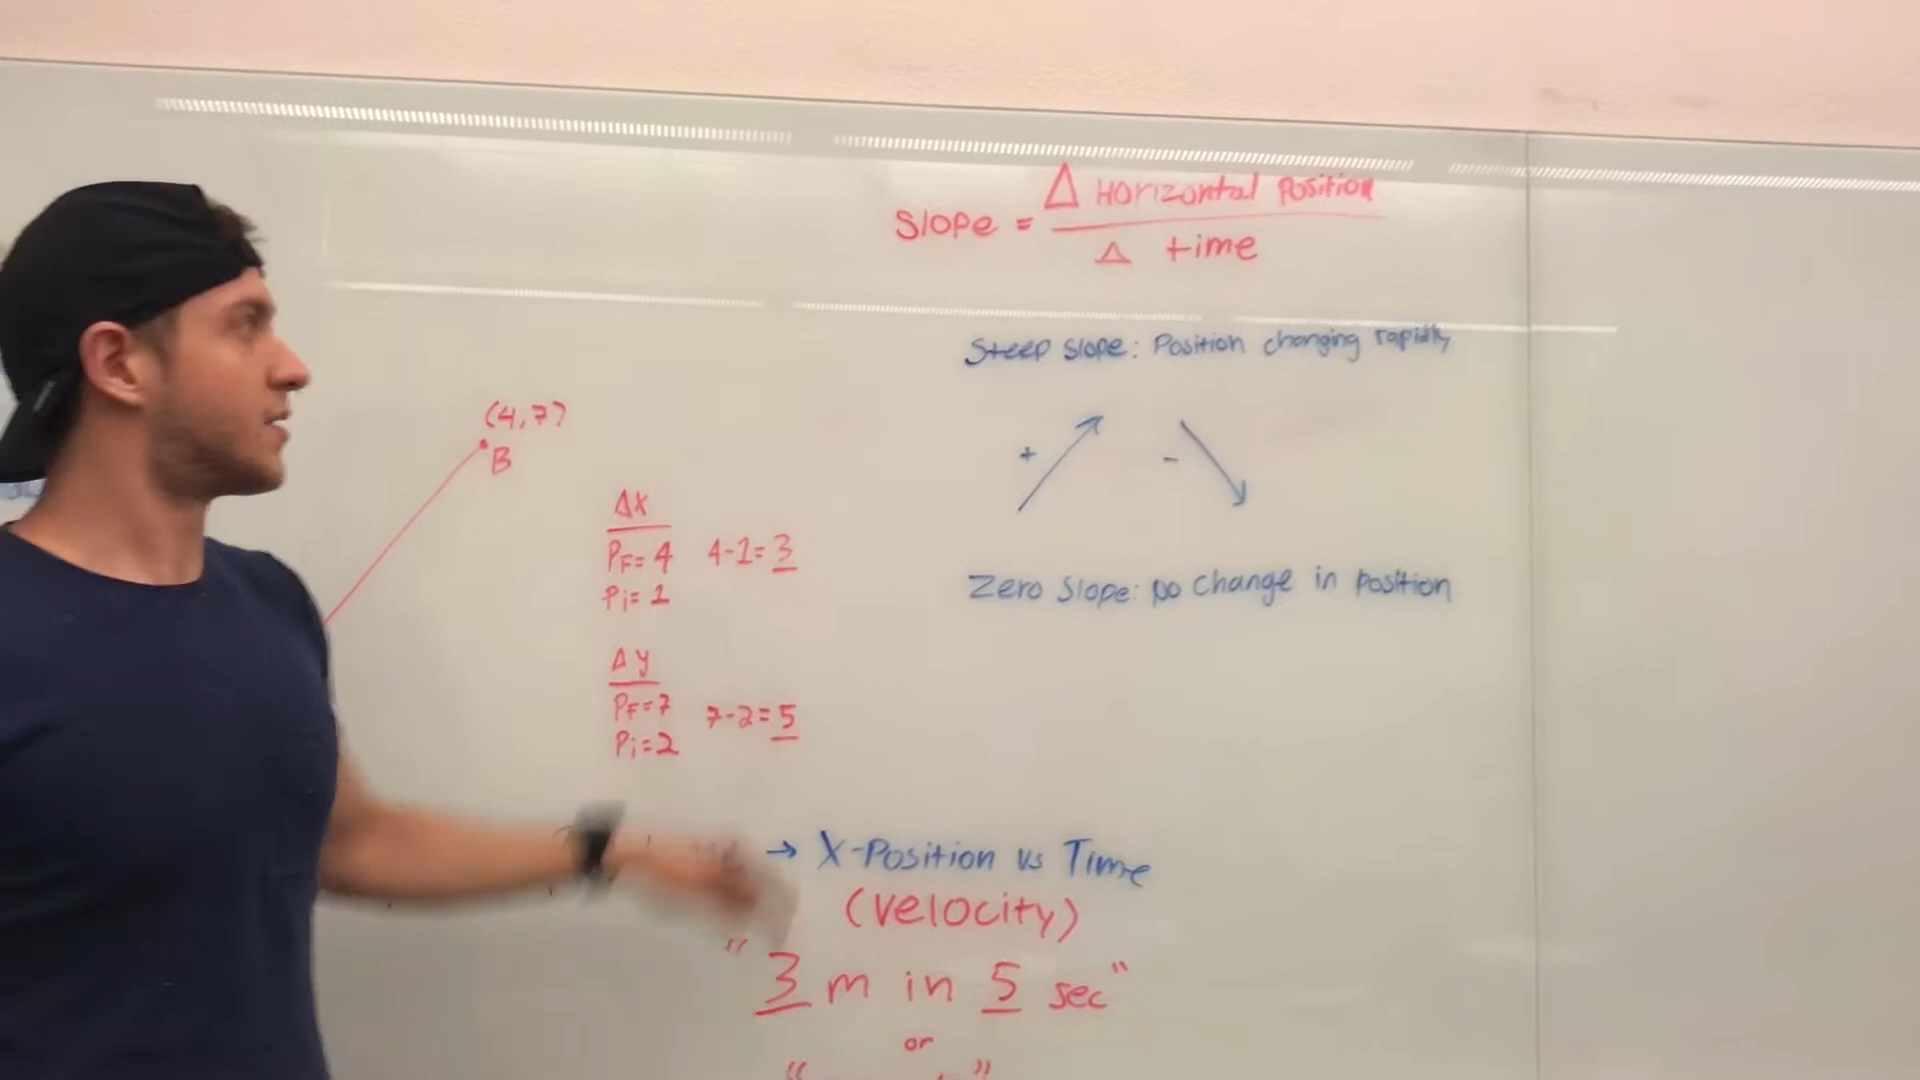 Slope = Δ Horizontal Position
Δ time
Steep Slope: Position changing rapidly
+ -
Zero Slope: No change in position
(4,7)
B
Δx
PF=4 4-1=3
Pi=1
Δy
PF=7 7-2=5
Pi=2
→ X-Position vs Time
(velocity)
"3 m in 5 sec"
or